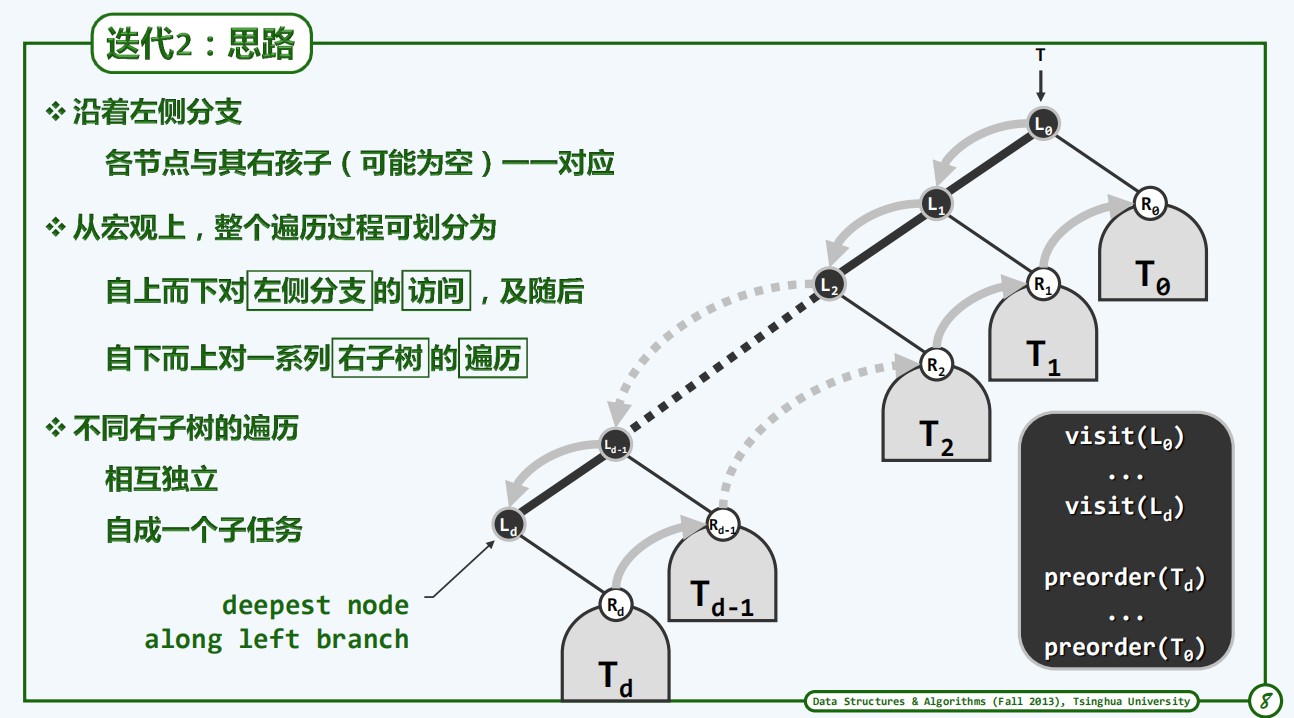 迭代2：思路
❖ 沿着左侧分支
各节点与其右孩子（可能为空）一一对应
❖ 从宏观上，整个遍历过程可划分为
自上而下对 左侧分支 的 访问 ，及随后
自下而上对一系列 右子树 的 遍历
❖ 不同右子树的遍历
相互独立
自成一个子任务
deepest node
along left branch
T
L0
L1
R0
T0
L2
R1
T1
R2
T2
Ld-1
Ld
Rd-1
Td-1
Rd
Td
visit(L0)
...
visit(Ld)
preorder(Td)
...
preorder(T0)
Data Structures & Algorithms (Fall 2013), Tsinghua University
8